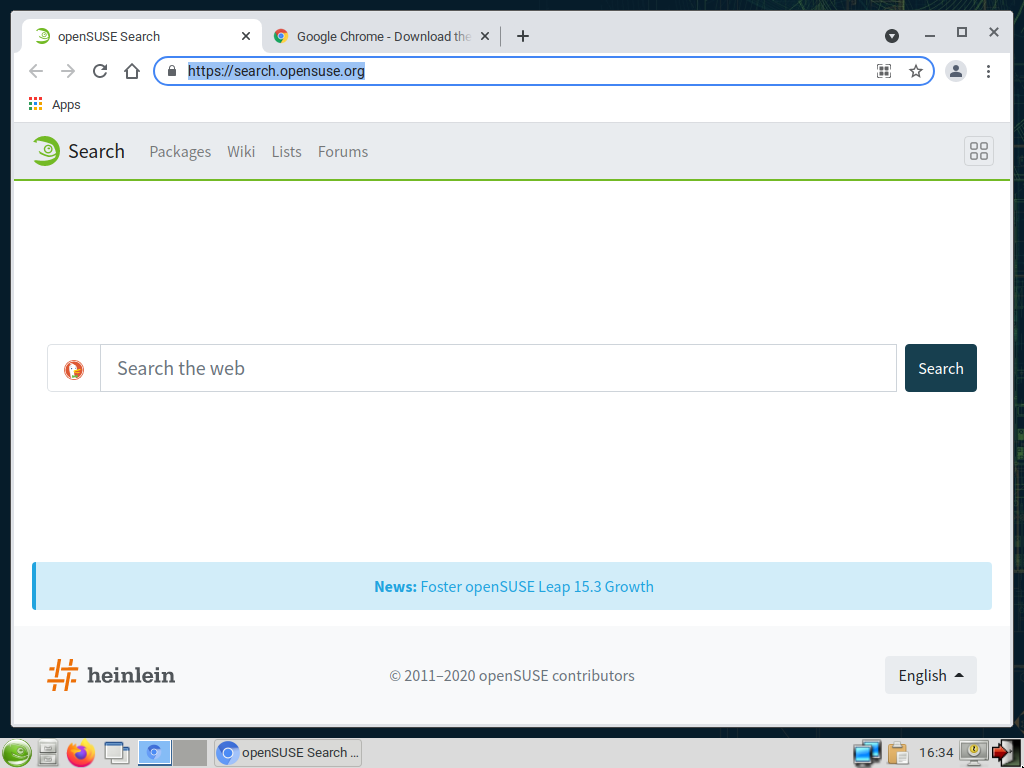 openSUSE Search
Google Chrome - Download the
https://search.opensuse.org
Apps
Search Packages Wiki Lists Forums
Search the web
Search
News: Foster openSUSE Leap 15.3 Growth
heinlein
© 2011–2020 openSUSE contributors
English
openSUSE Search ...
16:34